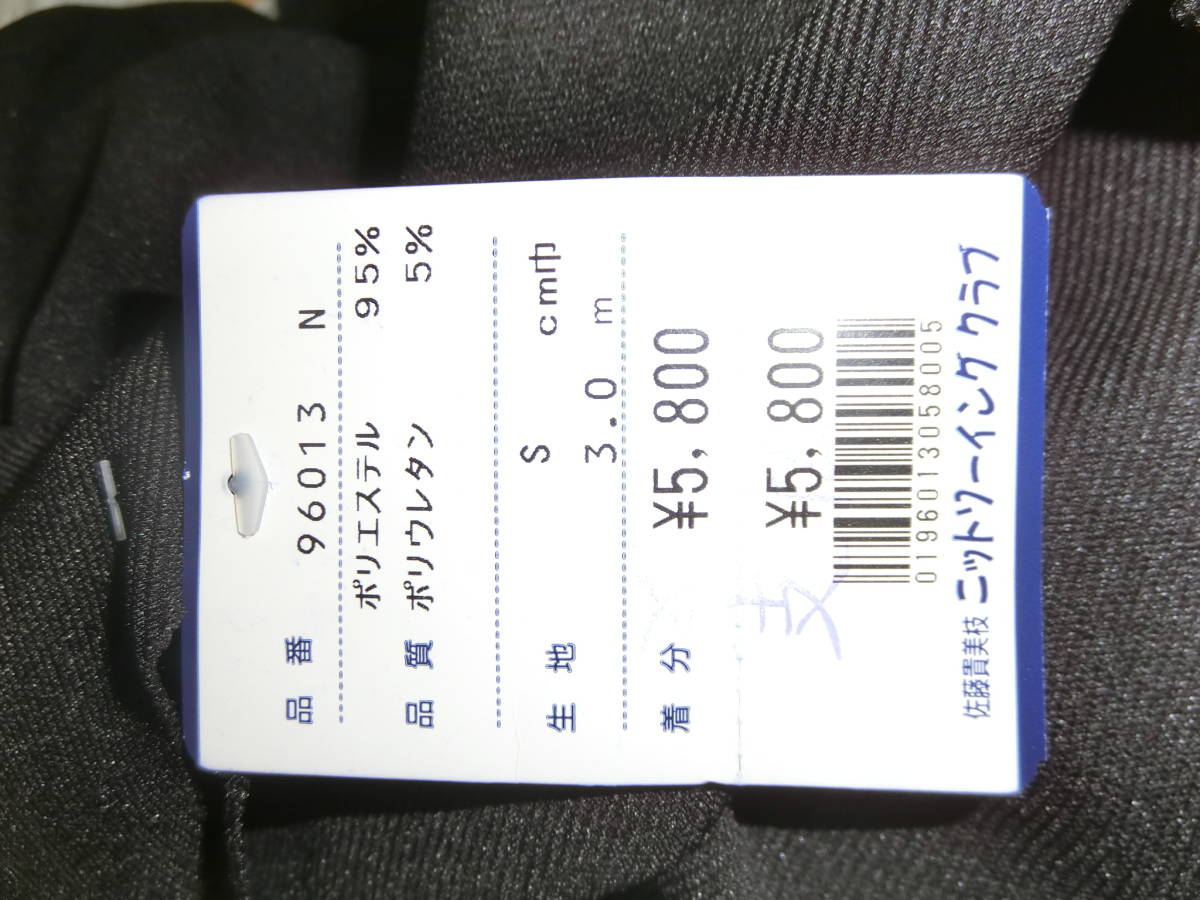 品番 96013 N
ポリエステル 95%
品質 ポリウレタン 5%
S cm巾
生地 3.0 m
着分 ¥5,800
¥5,800
0196013058005
佐藤貴美枝 ニットソーイングクラブ